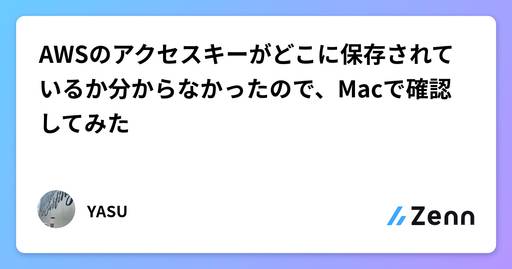 AWSのアクセスキーがどこに保存されて
いるか分からなかったので、Macで確認
してみた
YASU
Zenn